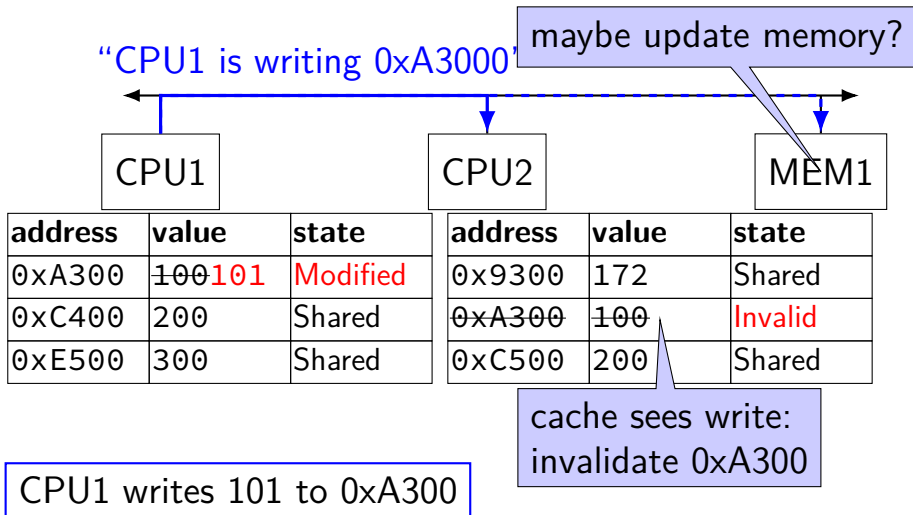 maybe update memory?
“CPU1 is writing 0xA3000”
CPU1
CPU2
MEM1
address value state
0xA300 100101 Modified
0xC400 200 Shared
0xE500 300 Shared
address value state
0x9300 172 Shared
0xA300 100 Invalid
0xC500 200 Shared
cache sees write:
invalidate 0xA300
CPU1 writes 101 to 0xA300